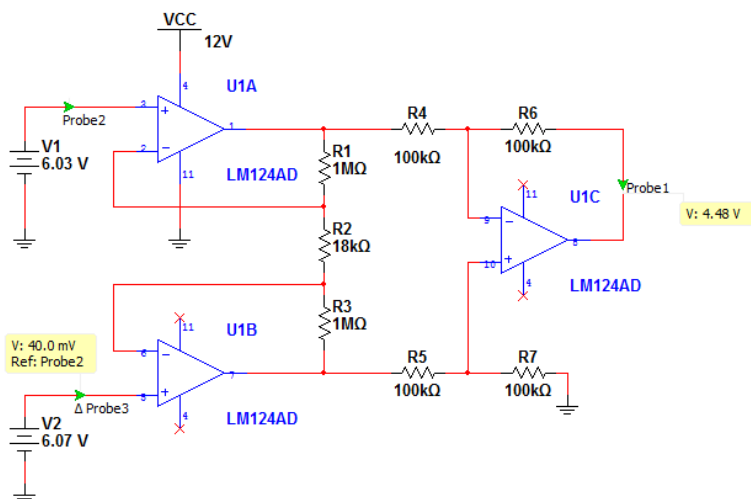 VCC
12V
4
U1A
Probe2
3
+
1
2
−
11
V1
6.03 V
LM124AD
R1
1MΩ
R4
100kΩ
R6
100kΩ
Probe1
V: 4.48 V
11
U1C
9
−
8
10
+
4
LM124AD
R2
18kΩ
R3
1MΩ
11
U1B
V: 40.0 mV
Ref: Probe2
6
−
7
5
+
Δ Probe3
4
LM124AD
V2
6.07 V
R5
100kΩ
R7
100kΩ